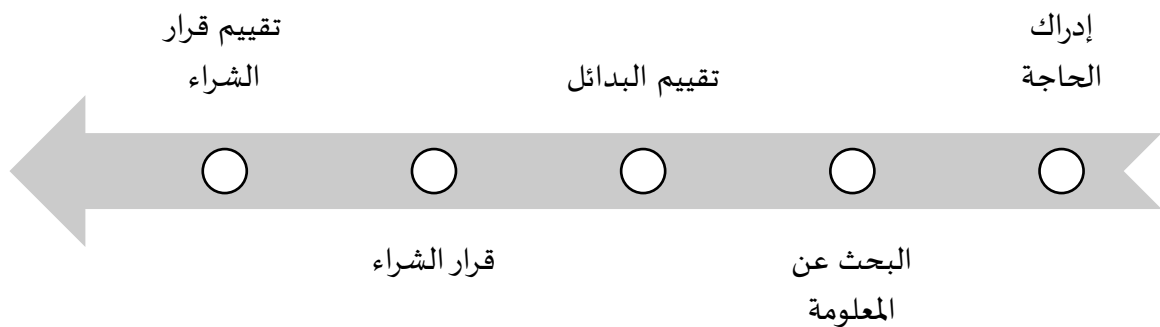 إدراك
الحاجة
البحث عن
المعلومة
تقييم البدائل
قرار الشراء
تقييم قرار
الشراء